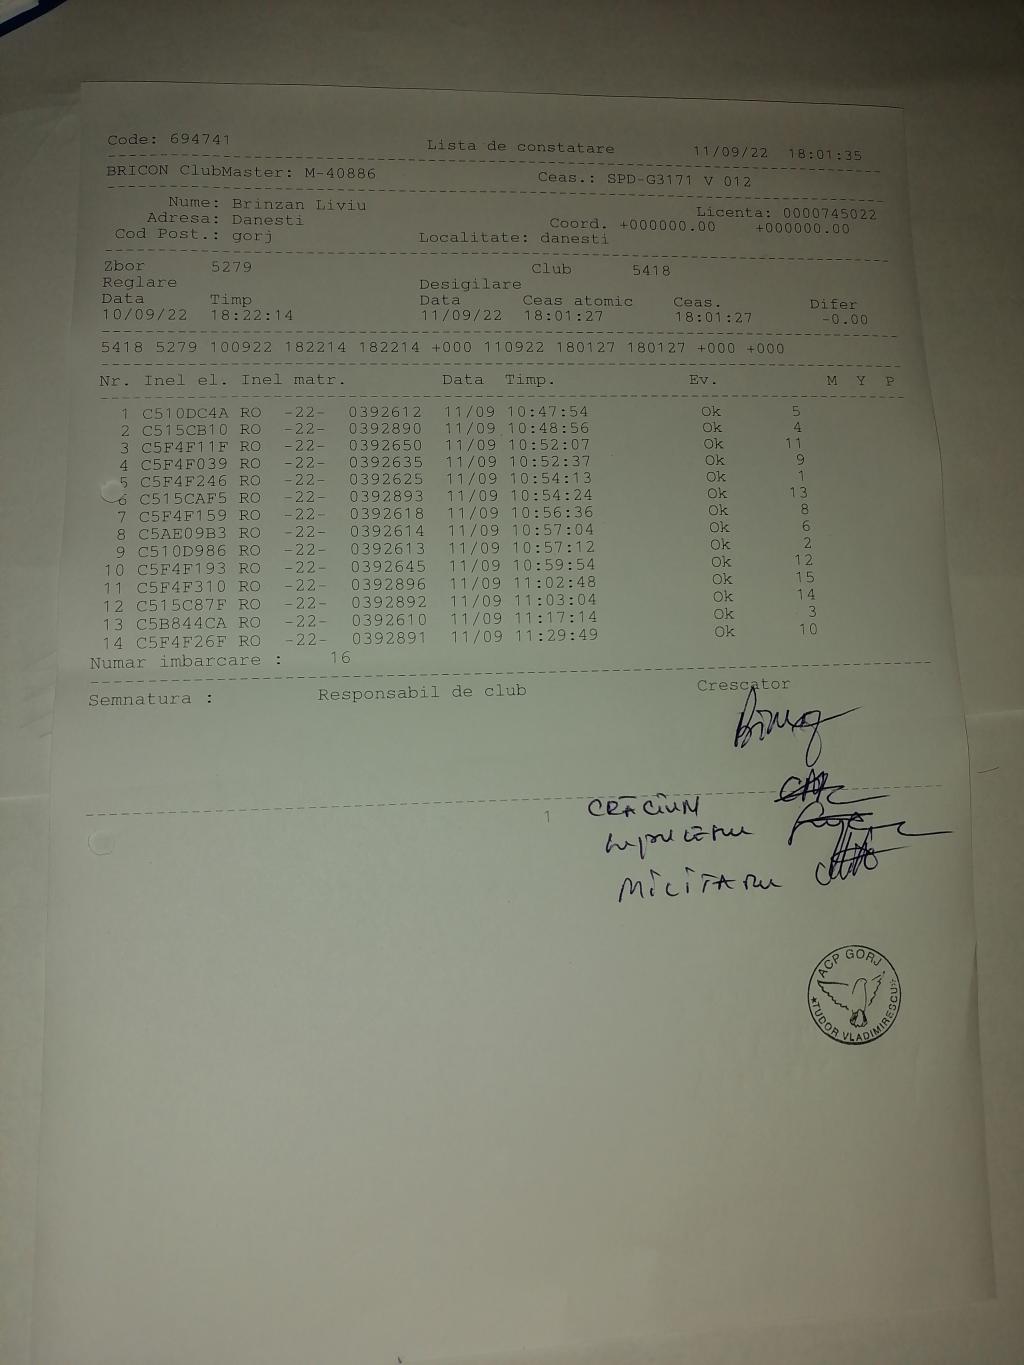 Code: 694741 Lista de constatare 11/09/22 18:01:35
BRICON ClubMaster: M-40886 Ceas.: SPD-G3171 V 012
Nume: Brinzan Liviu Licenta: 0000745022
Adresa: Danesti Coord. +000000.00 +000000.00
Cod Post.: gorj Localitate: danesti
Zbor 5279 Club 5418
Reglare Desigilare
Data Timp Data Ceas atomic Ceas. Difer
10/09/22 18:22:14 11/09/22 18:01:27 18:01:27 -0.00
5418 5279 100922 182214 182214 +000 110922 180127 180127 +000 +000
Nr. Inel el. Inel matr. Data Timp. Ev. M Y P
1 C510DC4A RO -22- 0392612 11/09 10:47:54 Ok 5
2 C515CB10 RO -22- 0392890 11/09 10:48:56 Ok 4
3 C5F4F11F RO -22- 0392650 11/09 10:52:07 Ok 11
4 C5F4F039 RO -22- 0392635 11/09 10:52:37 Ok 9
5 C5F4F246 RO -22- 0392625 11/09 10:54:13 Ok 1
6 C515CAF5 RO -22- 0392893 11/09 10:54:24 Ok 13
7 C5F4F159 RO -22- 0392618 11/09 10:56:36 Ok 8
8 C5AE09B3 RO -22- 0392614 11/09 10:57:04 Ok 6
9 C510D986 RO -22- 0392613 11/09 10:57:12 Ok 2
10 C5F4F193 RO -22- 0392645 11/09 10:59:54 Ok 12
11 C5F4F310 RO -22- 0392896 11/09 11:02:48 Ok 15
12 C515C87F RO -22- 0392892 11/09 11:03:04 Ok 14
13 C5B844CA RO -22- 0392610 11/09 11:17:14 Ok 3
14 C5F4F26F RO -22- 0392891 11/09 11:29:49 Ok 10
Numar imbarcare : 16
Semnatura : Responsabil de club Crescator
1
CRĂCIUN
MILITARU
ACP GORJ
TUDOR VLADIMIRESCU